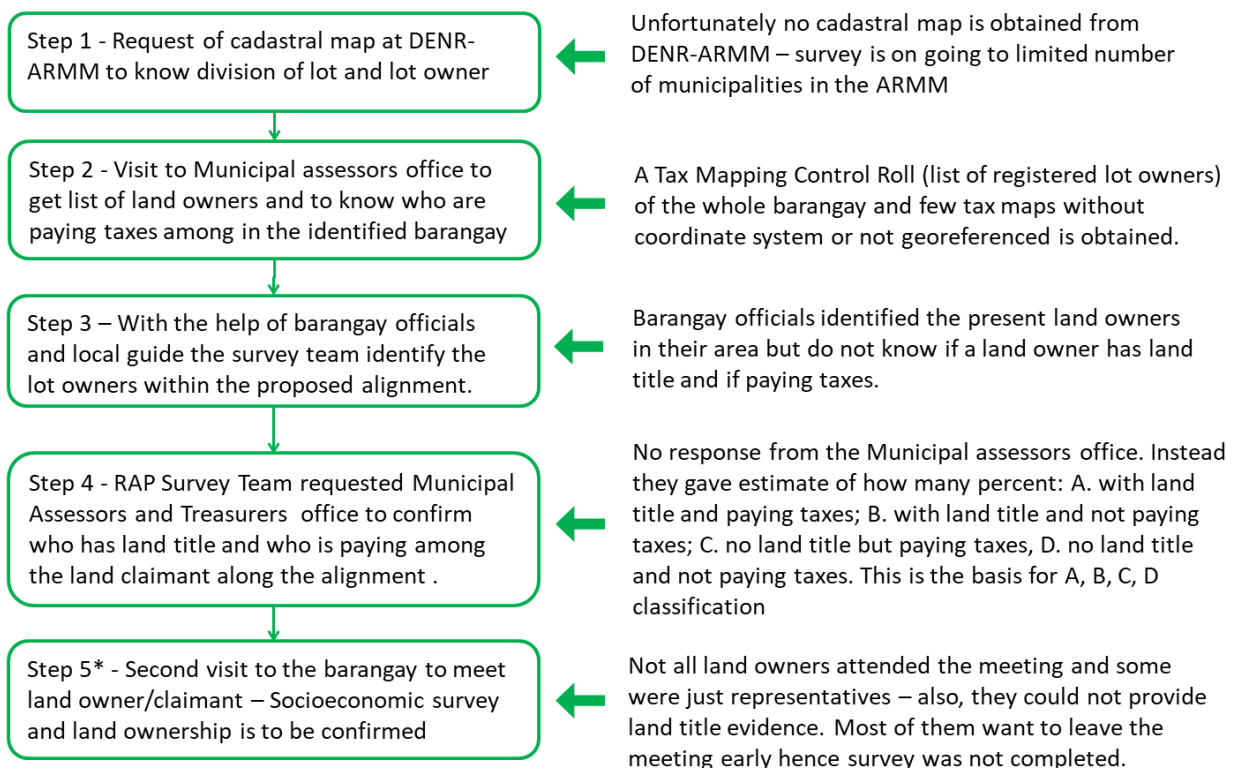 Step 1 - Request of cadastral map at DENR-
ARMM to know division of lot and lot owner
Unfortunately no cadastral map is obtained from
DENR-ARMM – survey is on going to limited number
of municipalities in the ARMM
Step 2 - Visit to Municipal assessors office to
get list of land owners and to know who are
paying taxes among in the identified barangay
A Tax Mapping Control Roll (list of registered lot owners)
of the whole barangay and few tax maps without
coordinate system or not georeferenced is obtained.
Step 3 – With the help of barangay officials
and local guide the survey team identify the
lot owners within the proposed alignment.
Barangay officials identified the present land owners
in their area but do not know if a land owner has land
title and if paying taxes.
Step 4 - RAP Survey Team requested Municipal
Assessors and Treasurers office to confirm
who has land title and who is paying among
the land claimant along the alignment .
No response from the Municipal assessors office. Instead
they gave estimate of how many percent: A. with land
title and paying taxes; B. with land title and not paying
taxes; C. no land title but paying taxes, D. no land title
and not paying taxes. This is the basis for A, B, C, D
classification
Step 5* - Second visit to the barangay to meet
land owner/claimant – Socioeconomic survey
and land ownership is to be confirmed
Not all land owners attended the meeting and some
were just representatives – also, they could not provide
land title evidence. Most of them want to leave the
meeting early hence survey was not completed.